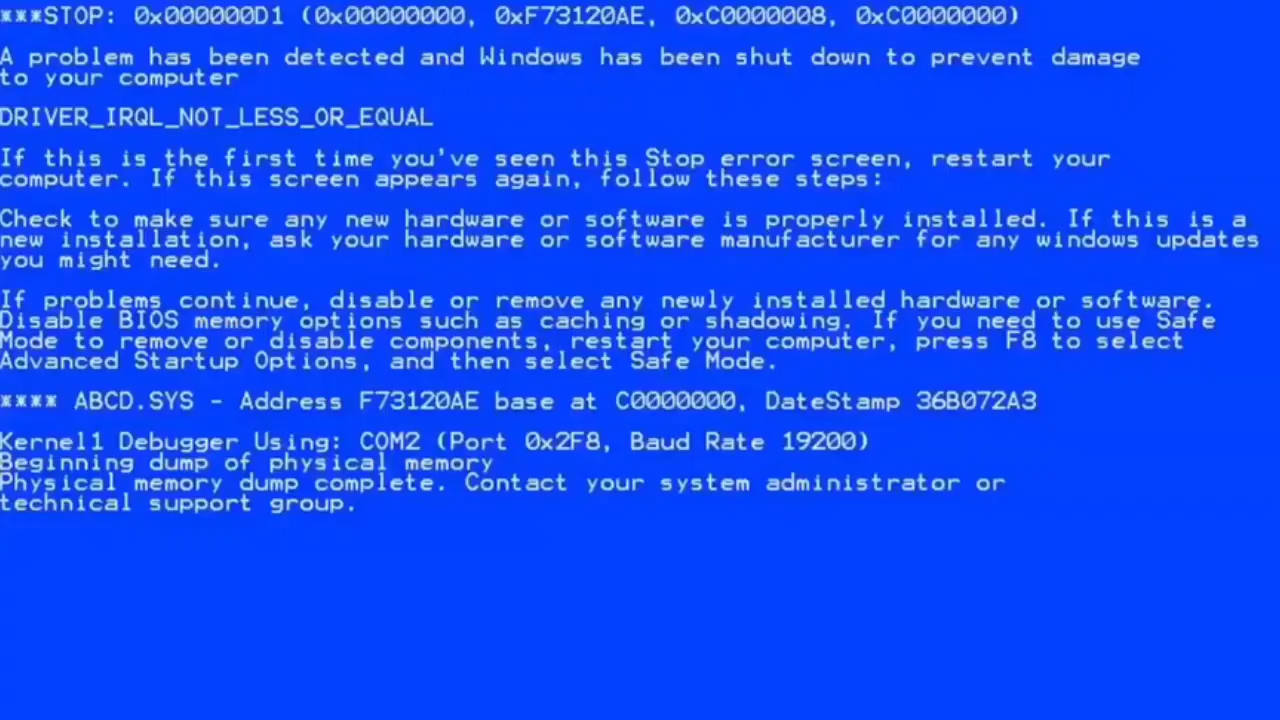 ***STOP: 0x000000D1 (0x00000000, 0xF73120AE, 0xC0000008, 0xC0000000)
A problem has been detected and Windows has been shut down to prevent damage
to your computer
DRIVER_IRQL_NOT_LESS_OR_EQUAL
If this is the first time you've seen this Stop error screen, restart your
computer. If this screen appears again, follow these steps:
Check to make sure any new hardware or software is properly installed. If this is a
new installation, ask your hardware or software manufacturer for any windows updates
you might need.
If problems continue, disable or remove any newly installed hardware or software.
Disable BIOS memory options such as caching or shadowing. If you need to use Safe
Mode to remove or disable components, restart your computer, press F8 to select
Advanced Startup Options, and then select Safe Mode.
**** ABCD.SYS - Address F73120AE base at C0000000, DateStamp 36B072A3
Kernel1 Debugger Using: COM2 (Port 0x2F8, Baud Rate 19200)
Beginning dump of physical memory
Physical memory dump complete. Contact your system administrator or
technical support group.